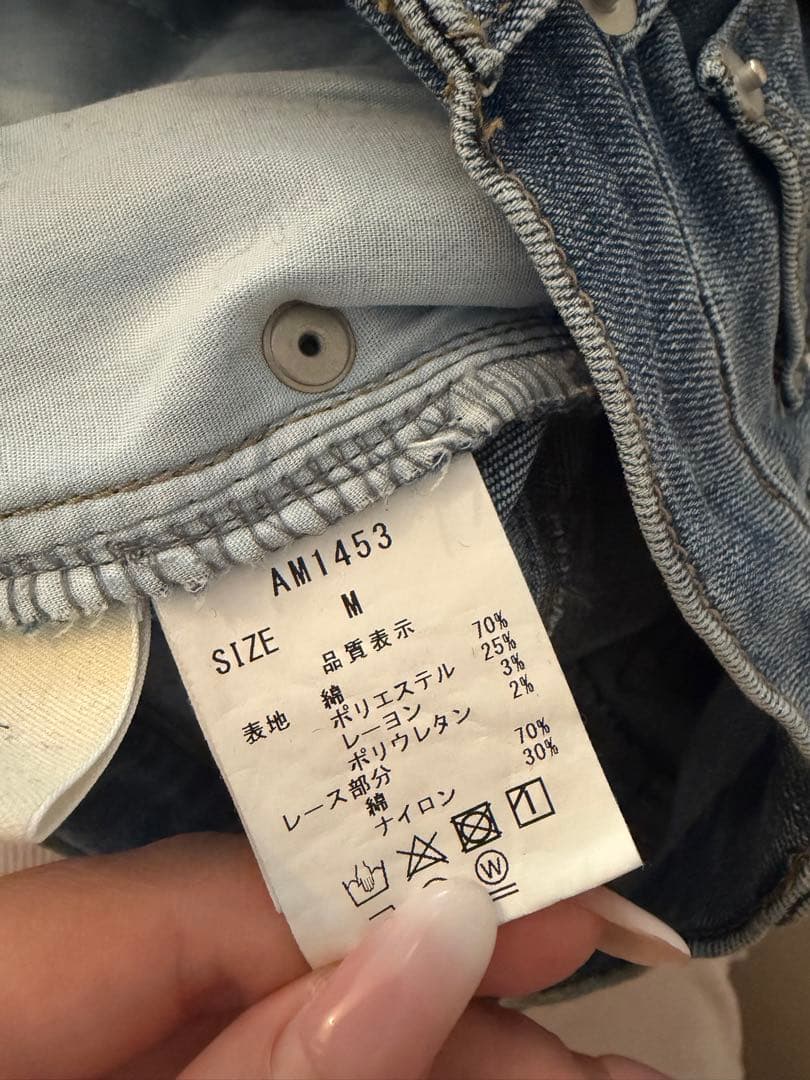 AM1453
SIZE M
品質表示
表地 綿 70%
ポリエステル 25%
レーヨン 3%
ポリウレタン 2%
レース部分
綿 70%
ナイロン 30%
W